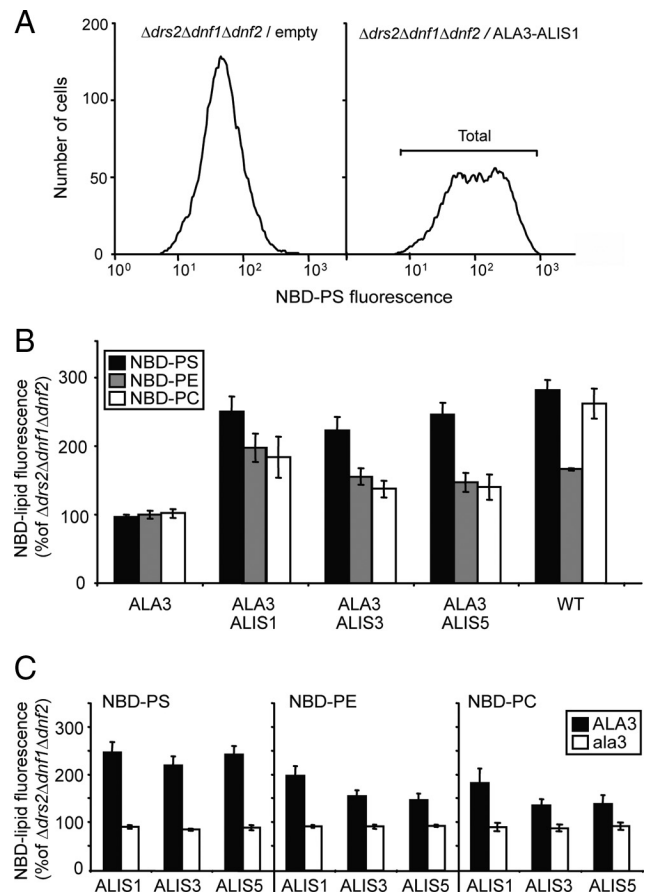 A
200
100
50
0
Number of cells
Δdrs2Δdnf1Δdnf2 / empty
Δdrs2Δdnf1Δdnf2 / ALA3-ALIS1
Total
10⁰ 10¹ 10² 10³ 10¹ 10² 10³
NBD-PS fluorescence
B
NBD-lipid fluorescence
(%of Δdrs2Δdnf1Δdnf2)
300
200
100
0
NBD-PS
NBD-PE
NBD-PC
ALA3 ALA3 ALA3 ALA3 WT
ALIS1 ALIS3 ALIS5
C
NBD-lipid fluorescence
(% of Δdrs2Δdnf1Δdnf2)
300
200
100
0
NBD-PS NBD-PE NBD-PC
ALA3
ala3
ALIS1 ALIS3 ALIS5 ALIS1 ALIS3 ALIS5 ALIS1 ALIS3 ALIS5